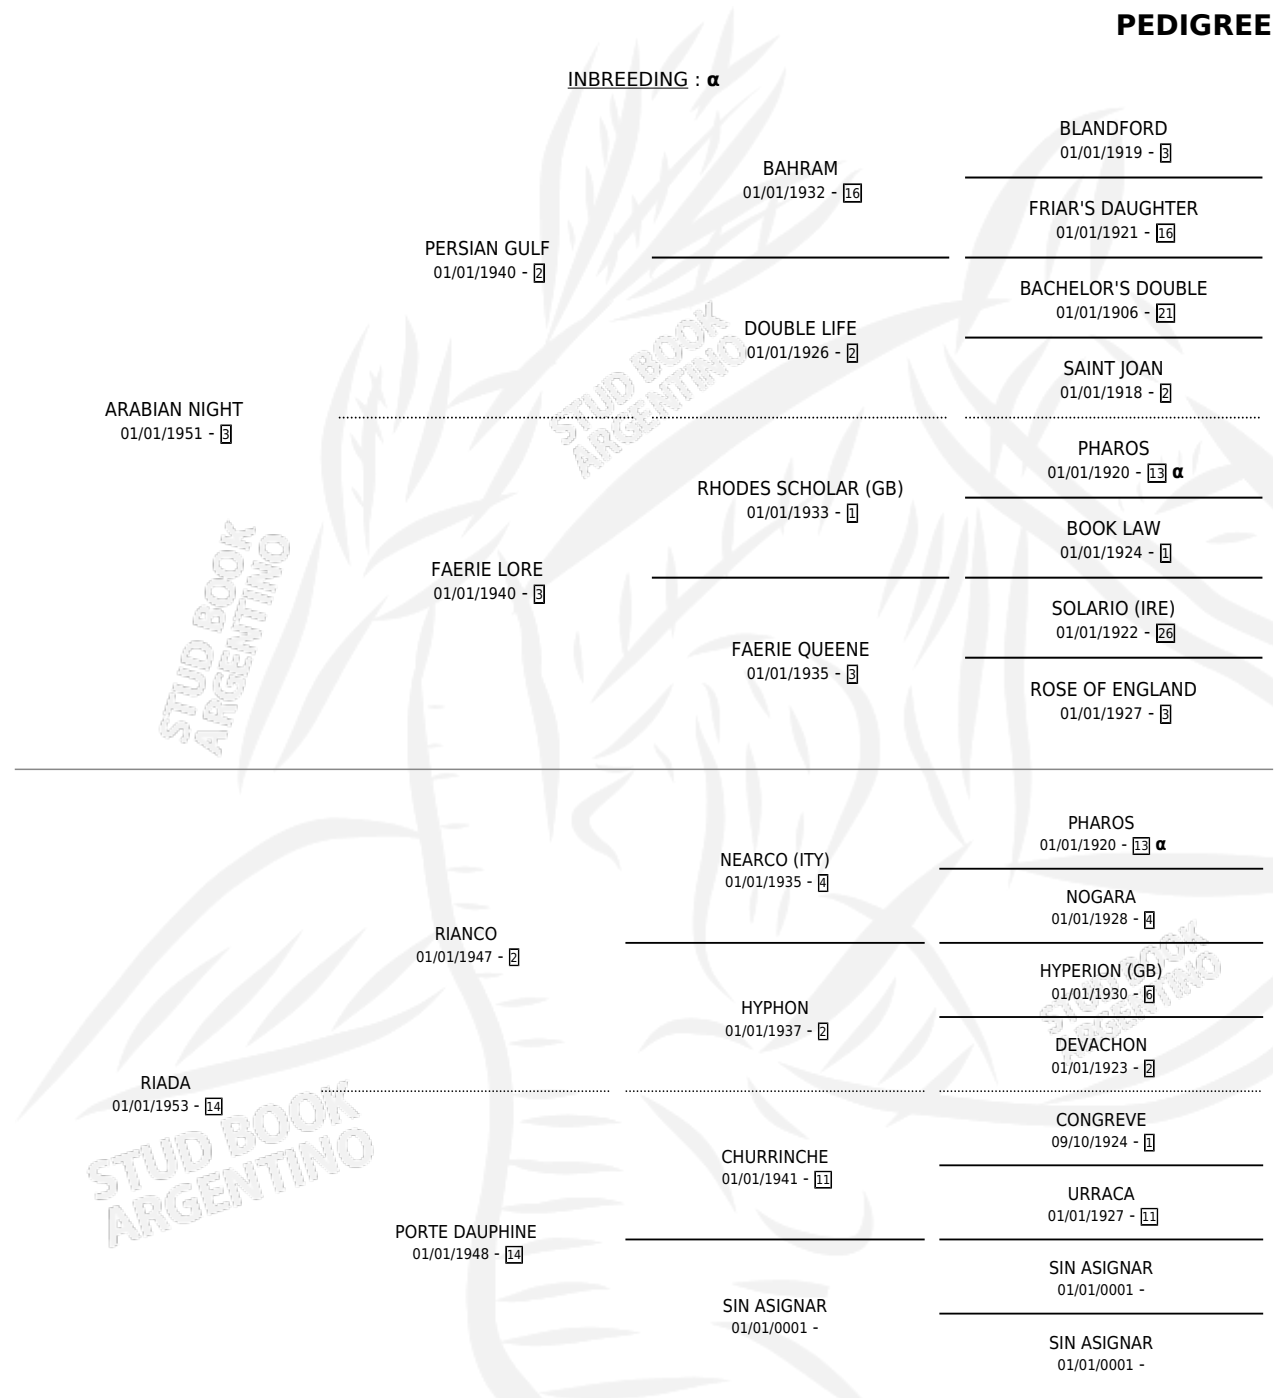 PEDIGREE
INBREEDING : α
BLANDFORD
01/01/1919 - 3
BAHRAM
01/01/1932 - 16
FRIAR'S DAUGHTER
01/01/1921 - 16
PERSIAN GULF
01/01/1940 - 2
BACHELOR'S DOUBLE
01/01/1906 - 21
DOUBLE LIFE
01/01/1926 - 2
SAINT JOAN
01/01/1918 - 2
ARABIAN NIGHT
01/01/1951 - 3
PHAROS
01/01/1920 - 13 α
RHODES SCHOLAR (GB)
01/01/1933 - 1
BOOK LAW
01/01/1924 - 1
FAERIE LORE
01/01/1940 - 3
SOLARIO (IRE)
01/01/1922 - 26
FAERIE QUEENE
01/01/1935 - 3
ROSE OF ENGLAND
01/01/1927 - 3
PHAROS
01/01/1920 - 13 α
NEARCO (ITY)
01/01/1935 - 4
NOGARA
01/01/1928 - 4
RIANCO
01/01/1947 - 2
HYPERION (GB)
01/01/1930 - 6
HYPHON
01/01/1937 - 2
DEVACHON
01/01/1923 - 2
RIADA
01/01/1953 - 14
CONGREVE
09/10/1924 - 1
CHURRINCHE
01/01/1941 - 11
URRACA
01/01/1927 - 11
PORTE DAUPHINE
01/01/1948 - 14
SIN ASIGNAR
01/01/0001 -
SIN ASIGNAR
01/01/0001 -
SIN ASIGNAR
01/01/0001 -
STUD BOOK
ARGENTINO
STUD BOOK
ARGENTINO
STUD BOOK
ARGENTINO
STUD BOOK
ARGENTINO